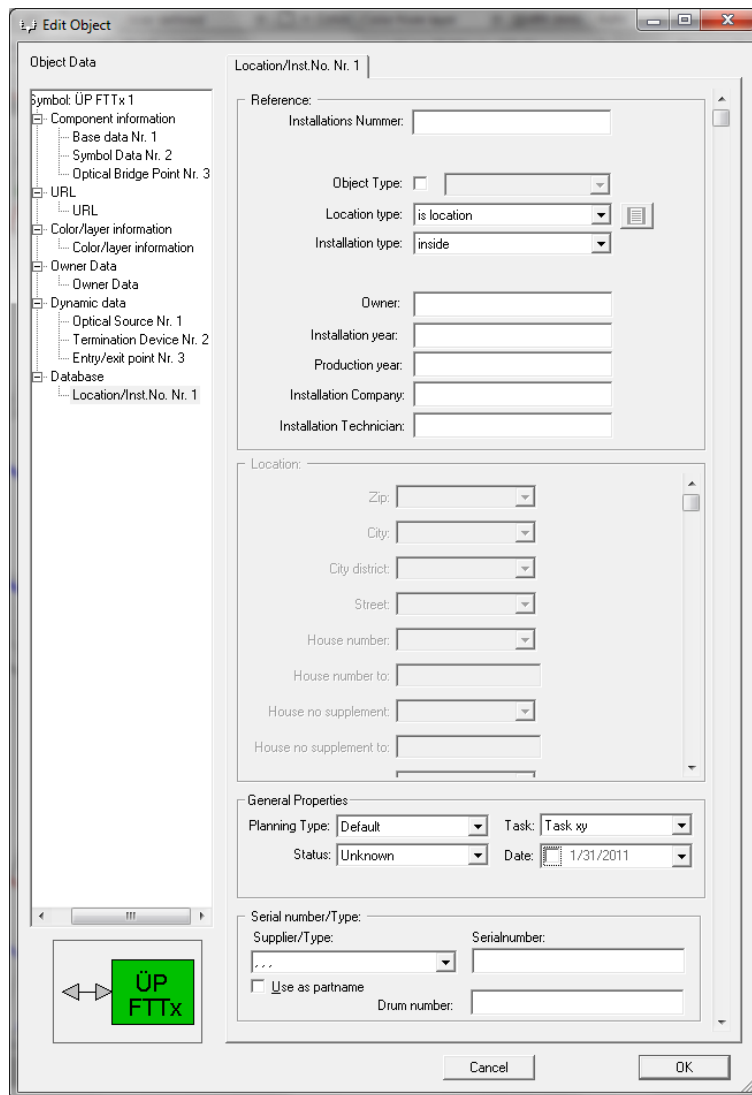 Edit Object
Object Data
Symbol: ÜP FTTx 1
Component information
Base data Nr. 1
Symbol Data Nr. 2
Optical Bridge Point Nr. 3
URL
URL
Color/layer information
Color/layer information
Owner Data
Owner Data
Dynamic data
Optical Source Nr. 1
Termination Device Nr. 2
Entry/exit point Nr. 3
Database
Location/Inst.No. Nr. 1
ÜP
FTTx
Location/Inst.No. Nr. 1
Reference:
Installations Nummer:
Object Type:
Location type: is location
Installation type: inside
Owner:
Installation year:
Production year:
Installation Company:
Installation Technician:
Location:
Zip:
City:
City district:
Street:
House number:
House number to:
House no supplement:
House no supplement to:
General Properties
Planning Type: Default Task: Task xy
Status: Unknown Date: 1/31/2011
Serial number/Type:
Supplier/Type: Serialnumber:
, , ,
Use as partname
Drum number:
Cancel OK